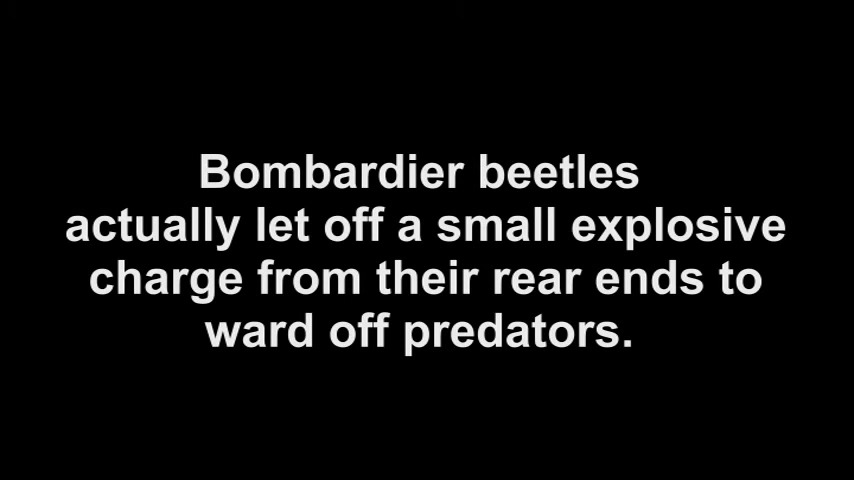 Bombardier beetles
actually let off a small explosive
charge from their rear ends to
ward off predators.